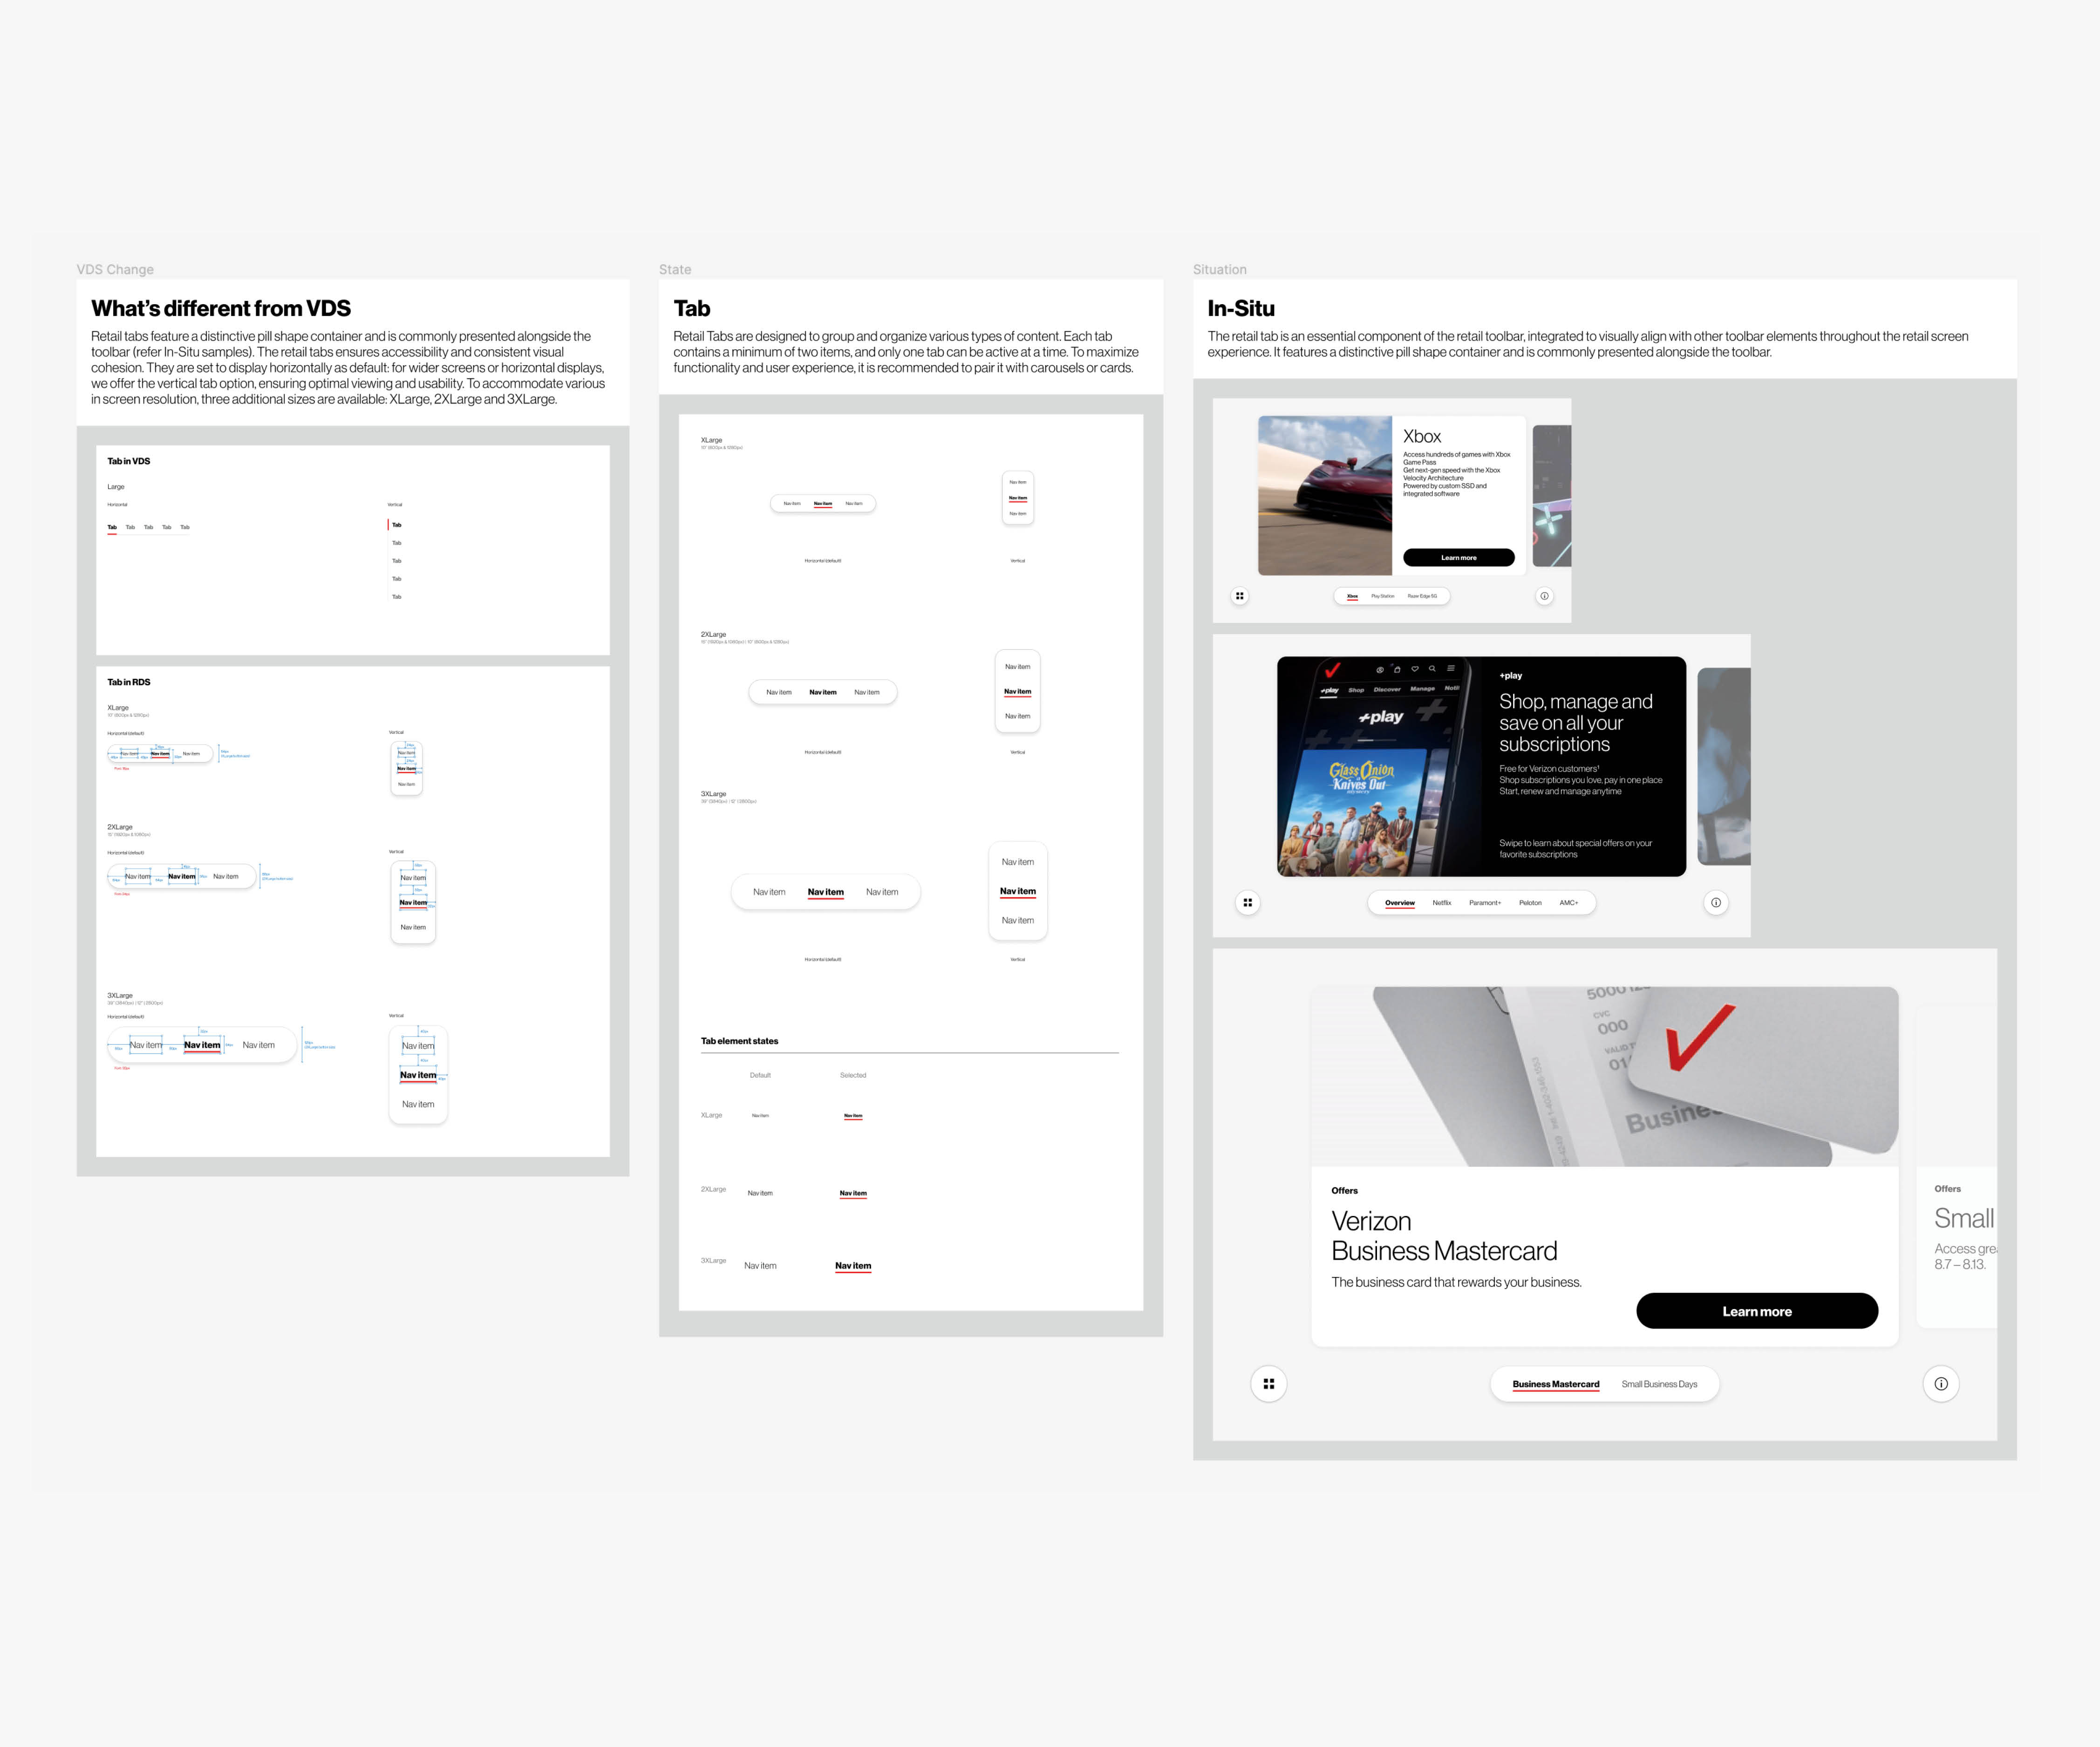 VDS Change
What's different from VDS
Retail tabs feature a distinctive pill shape container and is commonly presented alongside the
toolbar (refer In-Situ samples). The retail tabs ensures accessibility and consistent visual
cohesion. They are set to display horizontally as default: for wider screens or horizontal displays,
we offer the vertical tab option, ensuring optimal viewing and usability. To accommodate various
in screen resolution, three additional sizes are available: XLarge, 2XLarge and 3XLarge.
Tab in VDS
Large
Horizontal
Vertical
Tab Tab Tab Tab Tab
Tab
Tab
Tab
Tab
Tab
Tab in RDS
XLarge
Horizontal (default)
Vertical
Nav item Nav item Nav item
Nav item
Nav item
Nav item
2XLarge
Horizontal (default)
Vertical
Nav item Nav item Nav item
Nav item
Nav item
Nav item
3XLarge
Horizontal (default)
Vertical
Nav item Nav item Nav item
Nav item
Nav item
Nav item
State
Tab
Retail Tabs are designed to group and organize various types of content. Each tab
contains a minimum of two items, and only one tab can be active at a time. To maximize
functionality and user experience, it is recommended to pair it with carousels or cards.
XLarge
Nav item Nav item Nav item
Nav item
Nav item
Nav item
Horizontal (default)
Vertical
2XLarge
Nav item Nav item Nav item
Nav item
Nav item
Nav item
Horizontal (default)
Vertical
3XLarge
Nav item Nav item Nav item
Nav item
Nav item
Nav item
Horizontal (default)
Vertical
Tab element states
Default Selected
XLarge Nav item Nav item
2XLarge Nav item Nav item
3XLarge Nav item Nav item
Situation
In-Situ
The retail tab is an essential component of the retail toolbar, integrated to visually align with other toolbar elements throughout the retail screen
experience. It features a distinctive pill shape container and is commonly presented alongside the toolbar.
Xbox
Access hundreds of games with Xbox
Game Pass
Get next-gen speed with the Xbox
Velocity Architecture
Powered by custom SSD and
integrated software
Learn more
Xbox Play Station Razer Edge 5G
+play Shop Discover Manage Noti
+play
Glass Onion
Knives Out
+play
Shop, manage and
save on all your
subscriptions
Free for Verizon customers¹
Shop subscriptions you love, pay in one place
Start, renew and manage anytime
Swipe to learn about special offers on your
favorite subscriptions
Overview Netflix Paramont+ Peloton AMC+
CVC
000
Busine
Offers
Verizon
Business Mastercard
The business card that rewards your business.
Learn more
Offers
Small
Access gre
8.7 – 8.13.
Business Mastercard Small Business Days